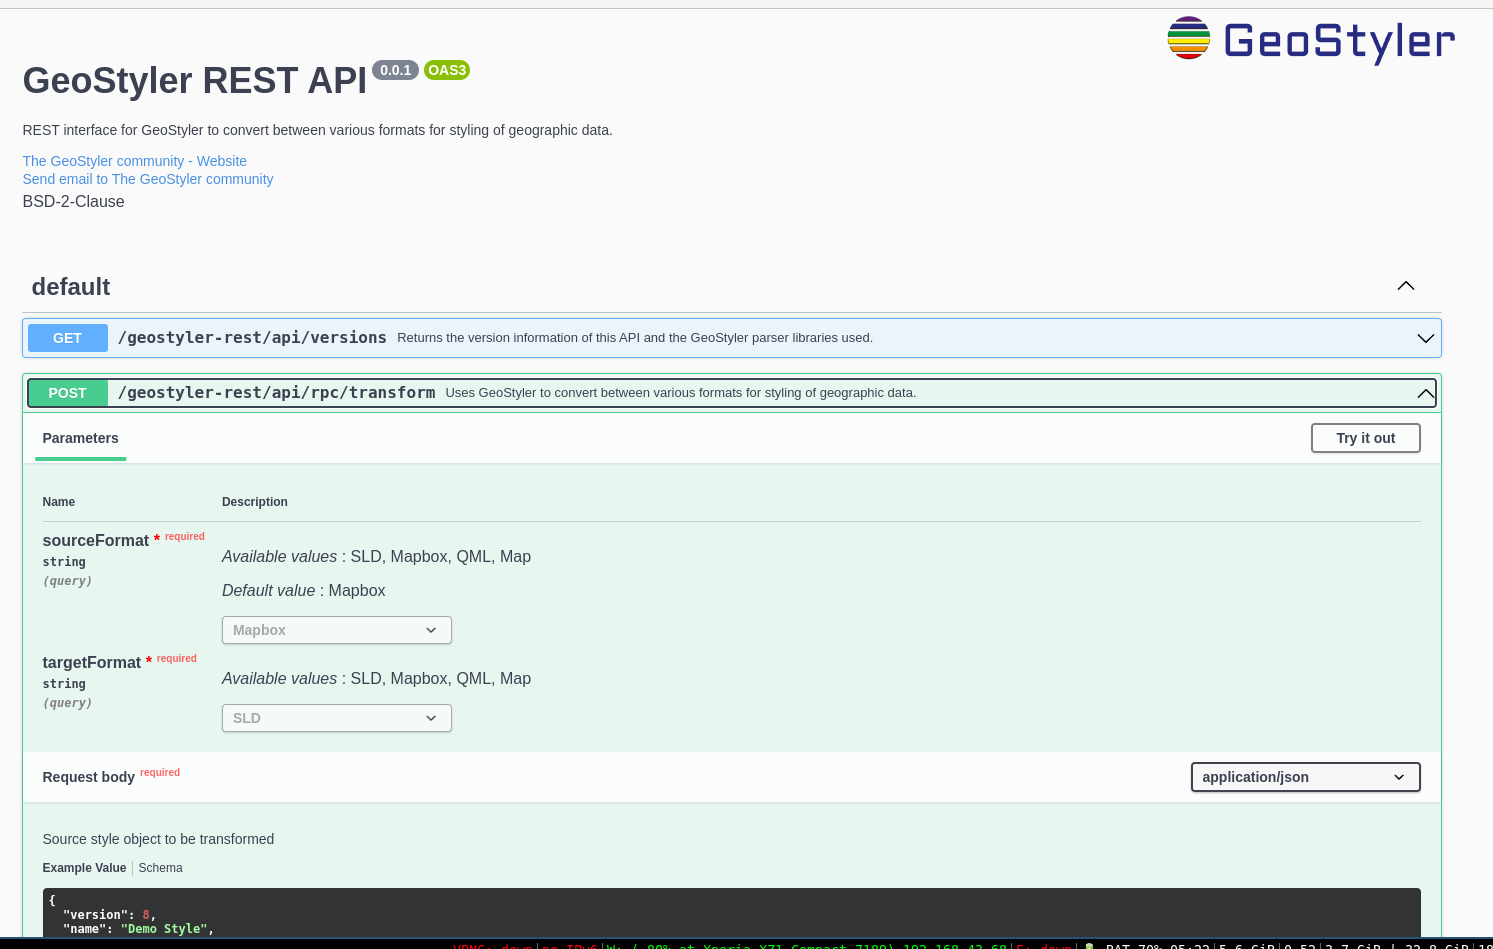 GeoStyler
GeoStyler REST API 0.0.1 OAS3
REST interface for GeoStyler to convert between various formats for styling of geographic data.
The GeoStyler community - Website
Send email to The GeoStyler community
BSD-2-Clause
default
GET /geostyler-rest/api/versions Returns the version information of this API and the GeoStyler parser libraries used.
POST /geostyler-rest/api/rpc/transform Uses GeoStyler to convert between various formats for styling of geographic data.
Parameters Try it out
Name Description
sourceFormat * required
string
(query)
Available values : SLD, Mapbox, QML, Map
Default value : Mapbox
Mapbox
targetFormat * required
string
(query)
Available values : SLD, Mapbox, QML, Map
SLD
Request body required application/json
Source style object to be transformed
Example Value Schema
{
"version": 8,
"name": "Demo Style",